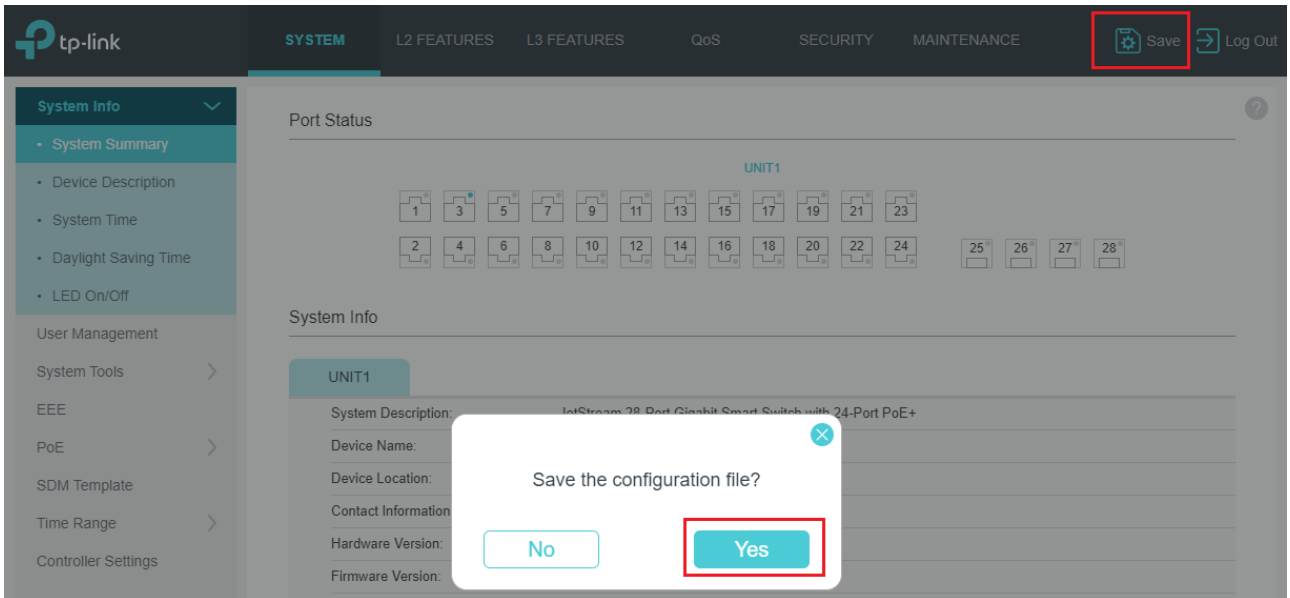 tp-link
SYSTEM L2 FEATURES L3 FEATURES QoS SECURITY MAINTENANCE Save Log Out
System Info
• System Summary
• Device Description
• System Time
• Daylight Saving Time
• LED On/Off
User Management
System Tools
EEE
PoE
SDM Template
Time Range
Controller Settings
Port Status
?
UNIT1
1 3 5 7 9 11 13 15 17 19 21 23
2 4 6 8 10 12 14 16 18 20 22 24 25 26 27 28
System Info
UNIT1
System Description: JetStream 28-Port Gigabit Smart Switch with 24-Port PoE+
Device Name:
Device Location:
Contact Information
Hardware Version:
Firmware Version:
Save the configuration file?
No Yes